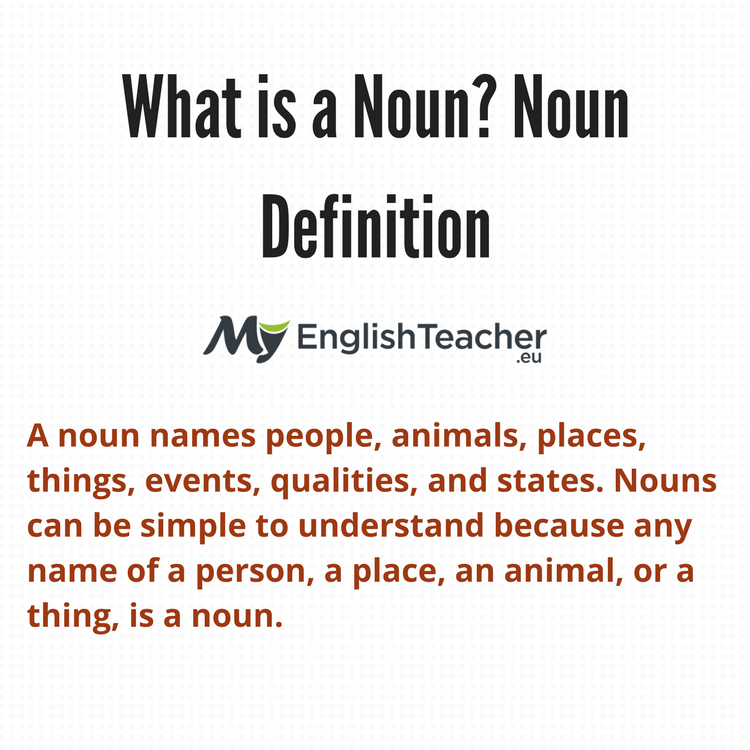 What is a Noun? Noun
Definition
My EnglishTeacher
.eu
A noun names people, animals, places,
things, events, qualities, and states. Nouns
can be simple to understand because any
name of a person, a place, an animal, or a
thing, is a noun.